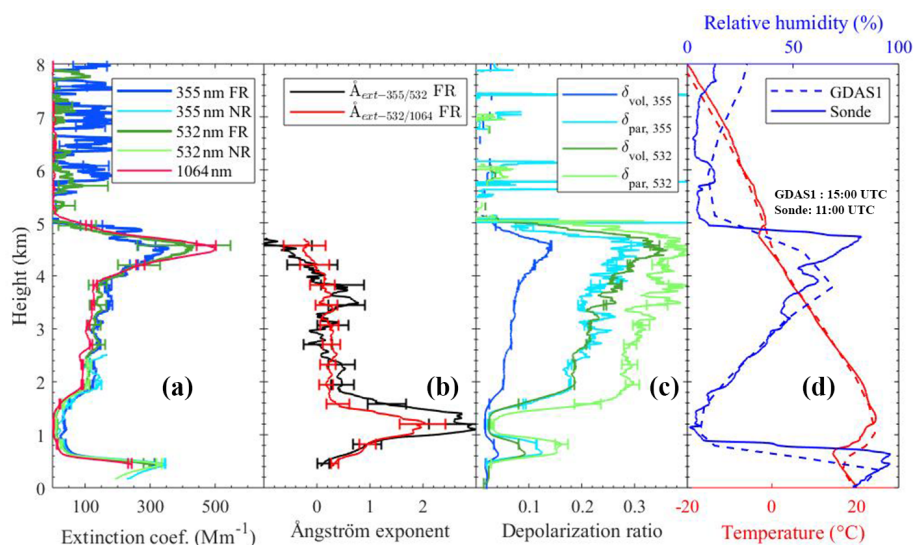 Relative humidity (%)
0 50 100
8
7
6
5
4
3
2
1
0
Height (km)
355 nm FR
355 nm NR
532 nm FR
532 nm NR
1064 nm
(a)
100 300 500
Extinction coef. (Mm⁻¹)
Åext−355/532 FR
Åext−532/1064 FR
(b)
0 1 2
Ångström exponent
δvol, 355
δpar, 355
δvol, 532
δpar, 532
(c)
0.1 0.2 0.3
Depolarization ratio
GDAS1
Sonde
GDAS1 : 15:00 UTC
Sonde: 11:00 UTC
(d)
-20 0 20
Temperature (°C)